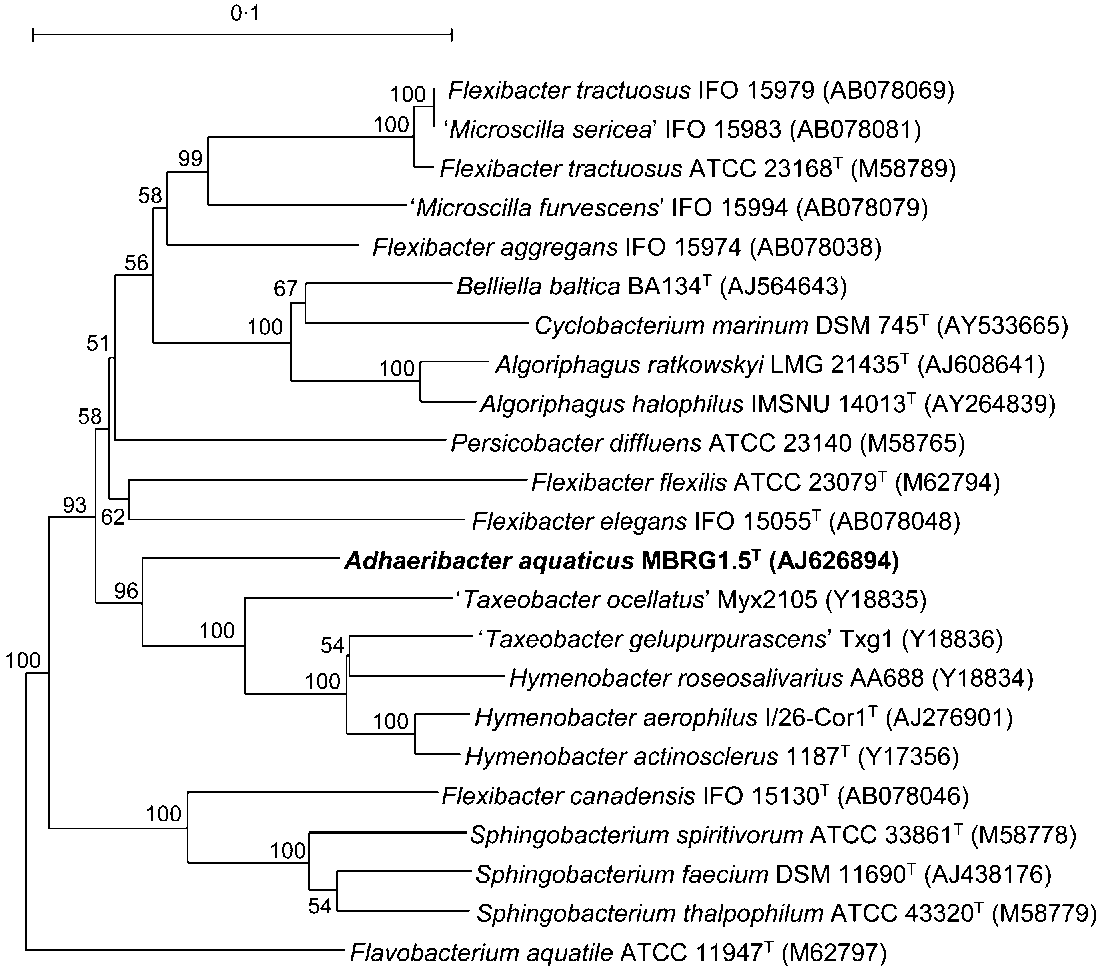 0·1
100
Flexibacter tractuosus IFO 15979 (AB078069)
100
'Microscilla sericea' IFO 15983 (AB078081)
99
Flexibacter tractuosus ATCC 23168ᵀ (M58789)
58
'Microscilla furvescens' IFO 15994 (AB078079)
Flexibacter aggregans IFO 15974 (AB078038)
56
67
Belliella baltica BA134ᵀ (AJ564643)
100
Cyclobacterium marinum DSM 745ᵀ (AY533665)
51
100
Algoriphagus ratkowskyi LMG 21435ᵀ (AJ608641)
Algoriphagus halophilus IMSNU 14013ᵀ (AY264839)
58
Persicobacter diffluens ATCC 23140 (M58765)
Flexibacter flexilis ATCC 23079ᵀ (M62794)
93
62
Flexibacter elegans IFO 15055ᵀ (AB078048)
Adhaeribacter aquaticus MBRG1.5ᵀ (AJ626894)
96
'Taxeobacter ocellatus' Myx2105 (Y18835)
100
54
'Taxeobacter gelupurpurascens' Txg1 (Y18836)
100
100
Hymenobacter roseosalivarius AA688 (Y18834)
100
Hymenobacter aerophilus I/26-Cor1ᵀ (AJ276901)
Hymenobacter actinosclerus 1187ᵀ (Y17356)
Flexibacter canadensis IFO 15130ᵀ (AB078046)
100
Sphingobacterium spiritivorum ATCC 33861ᵀ (M58778)
100
Sphingobacterium faecium DSM 11690ᵀ (AJ438176)
54
Sphingobacterium thalpophilum ATCC 43320ᵀ (M58779)
Flavobacterium aquatile ATCC 11947ᵀ (M62797)